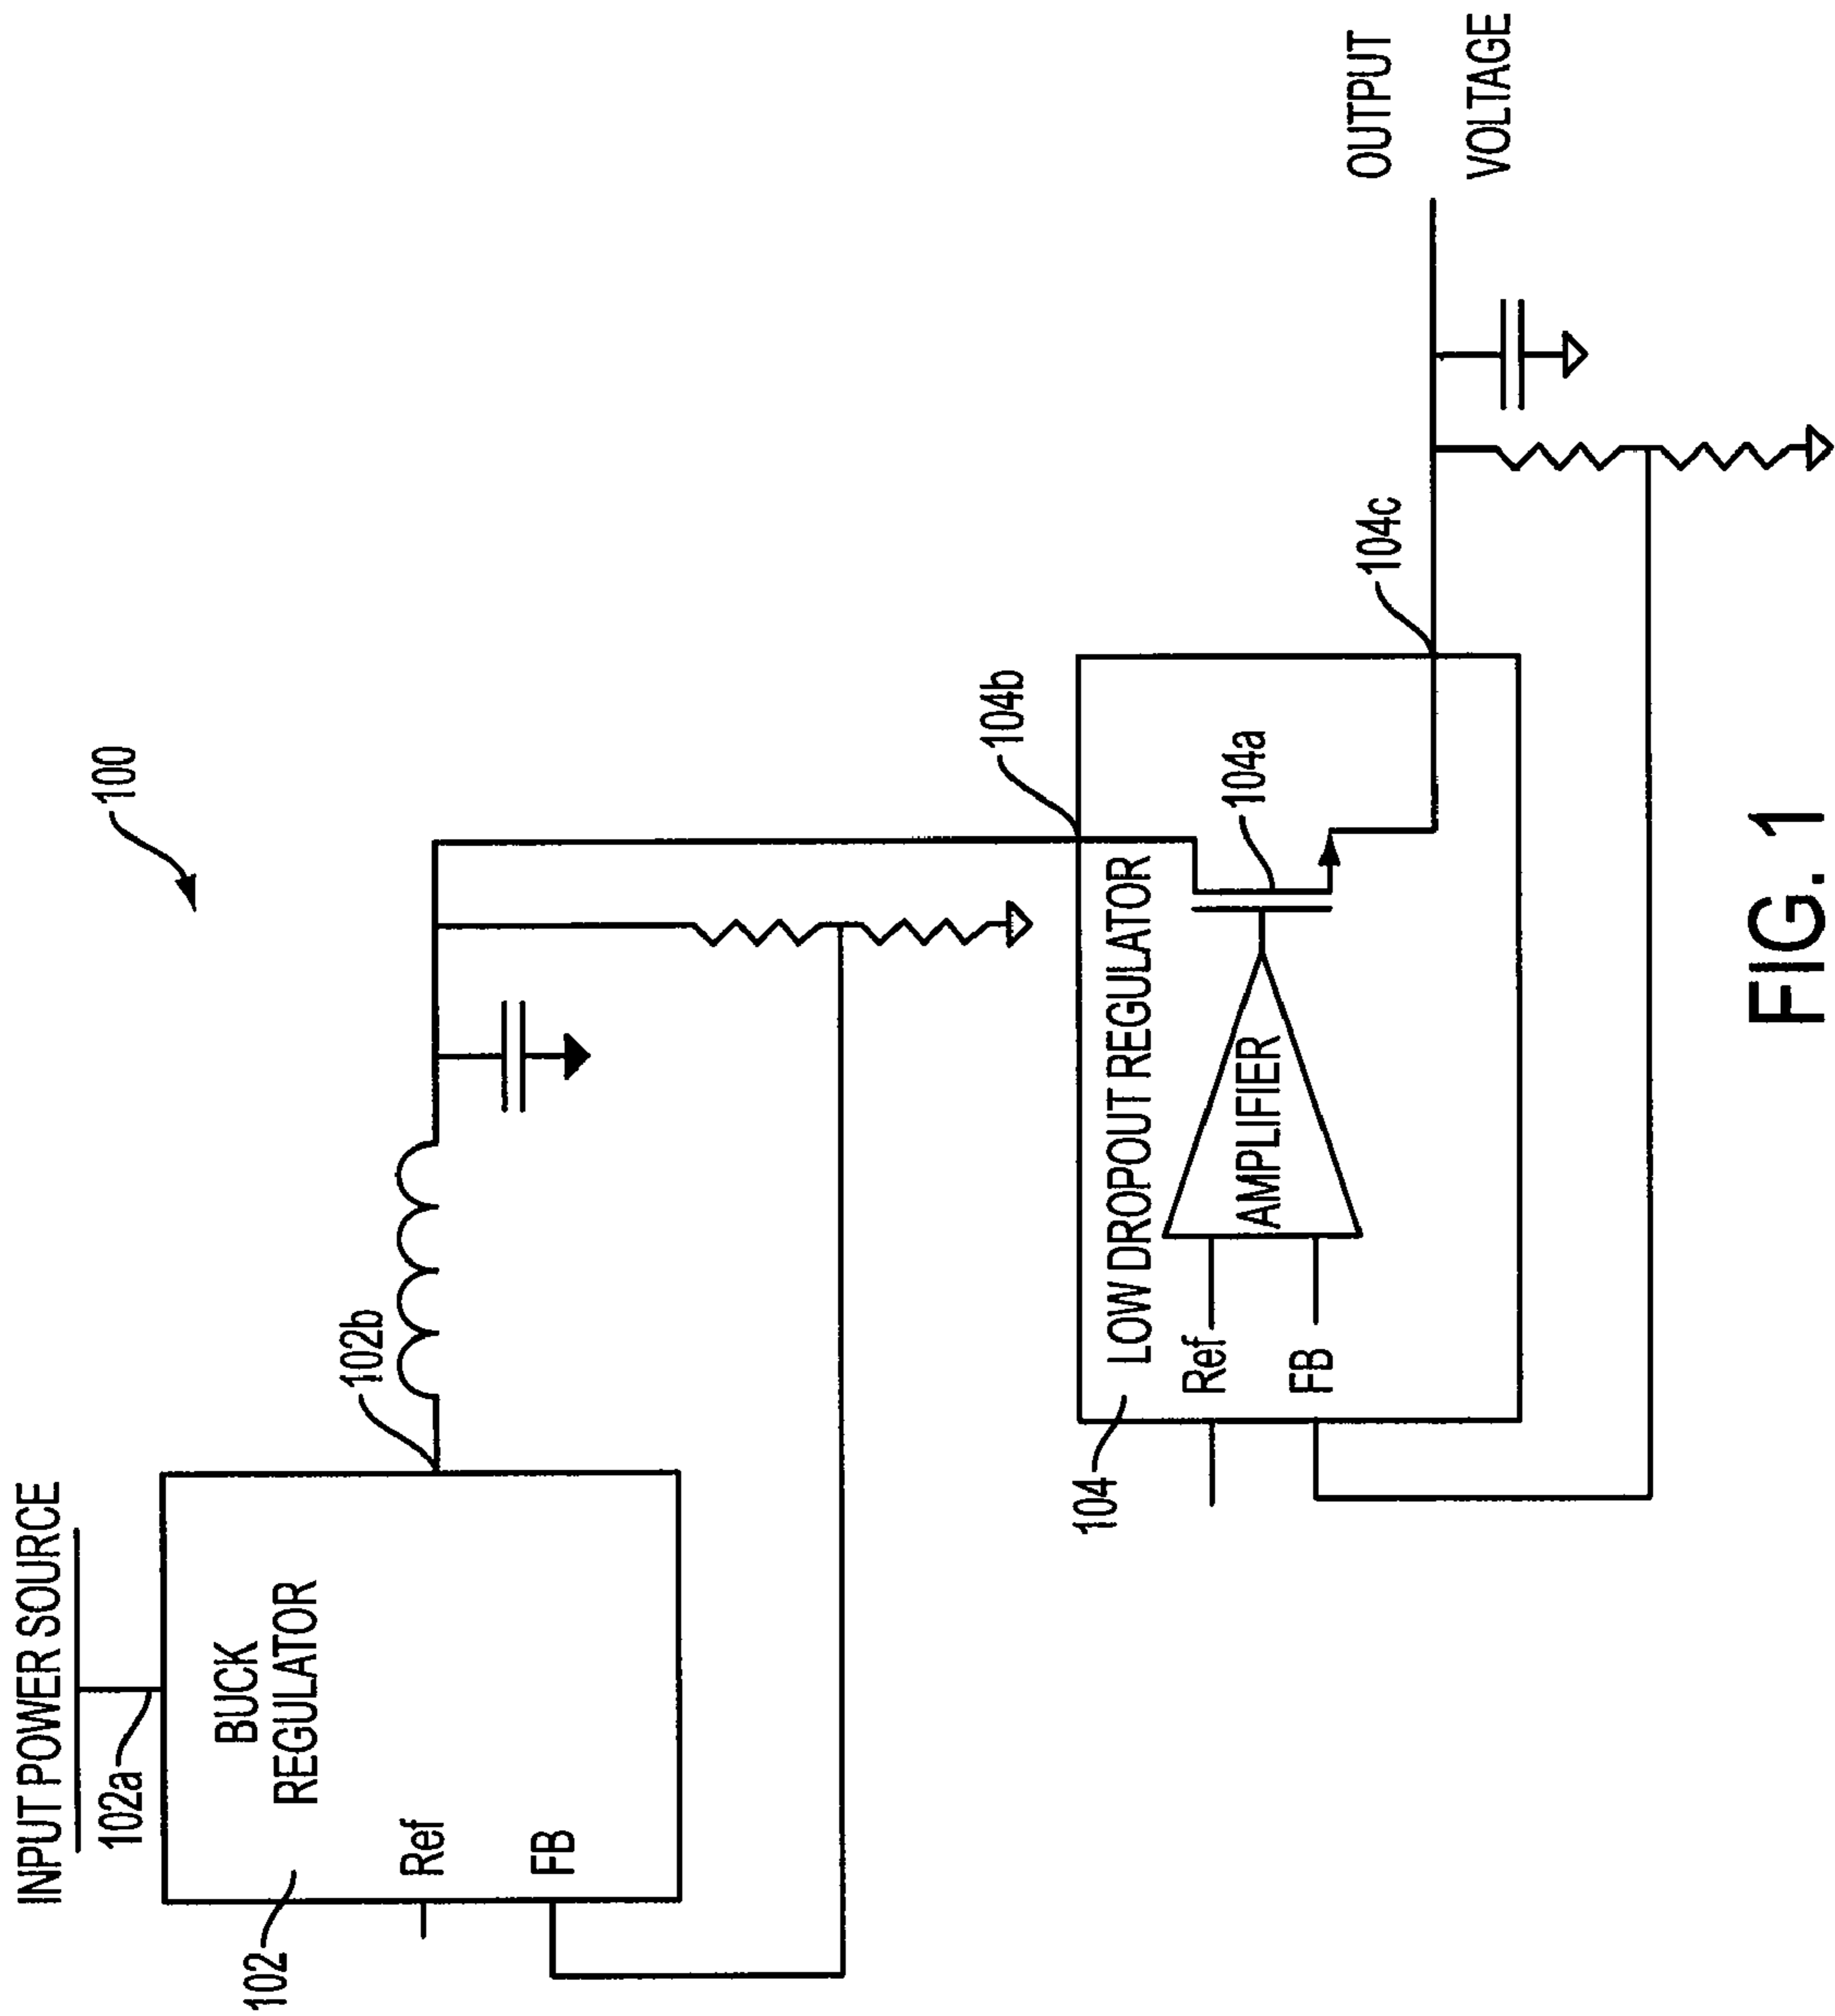 100
INPUT POWER SOURCE
102a
BUCK
REGULATOR
102
Ref
FB
102b
104b
LOW DROPOUT REGULATOR
104
Ref
FB
AMPLIFIER
104a
104c
OUTPUT
VOLTAGE
FIG. 1